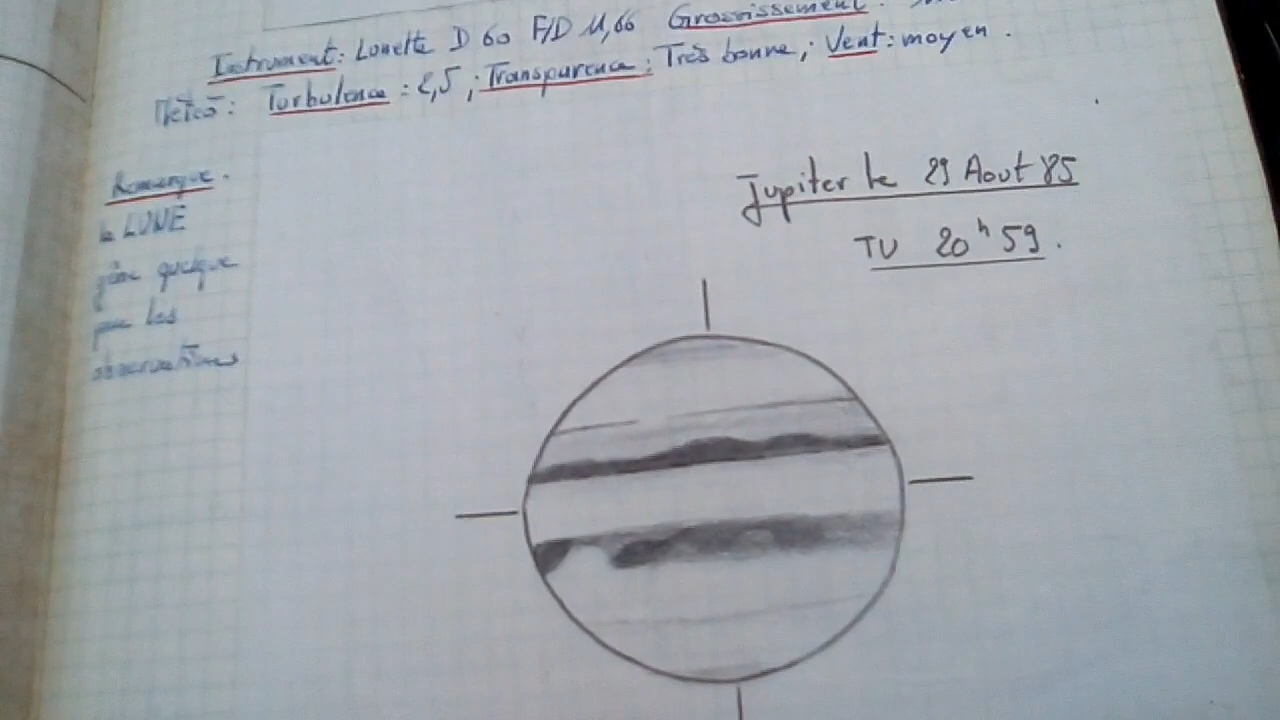 Instrument: Lunette D 60 F/D 11,66 Grossissement.
Météo: Turbulence: 2,5 ; Transparence: Très bonne ; Vent: moyen.
Jupiter le 29 Aout 85
TU 20h59.
Remarque.
la LUNE
gène quelque
peu les
observations